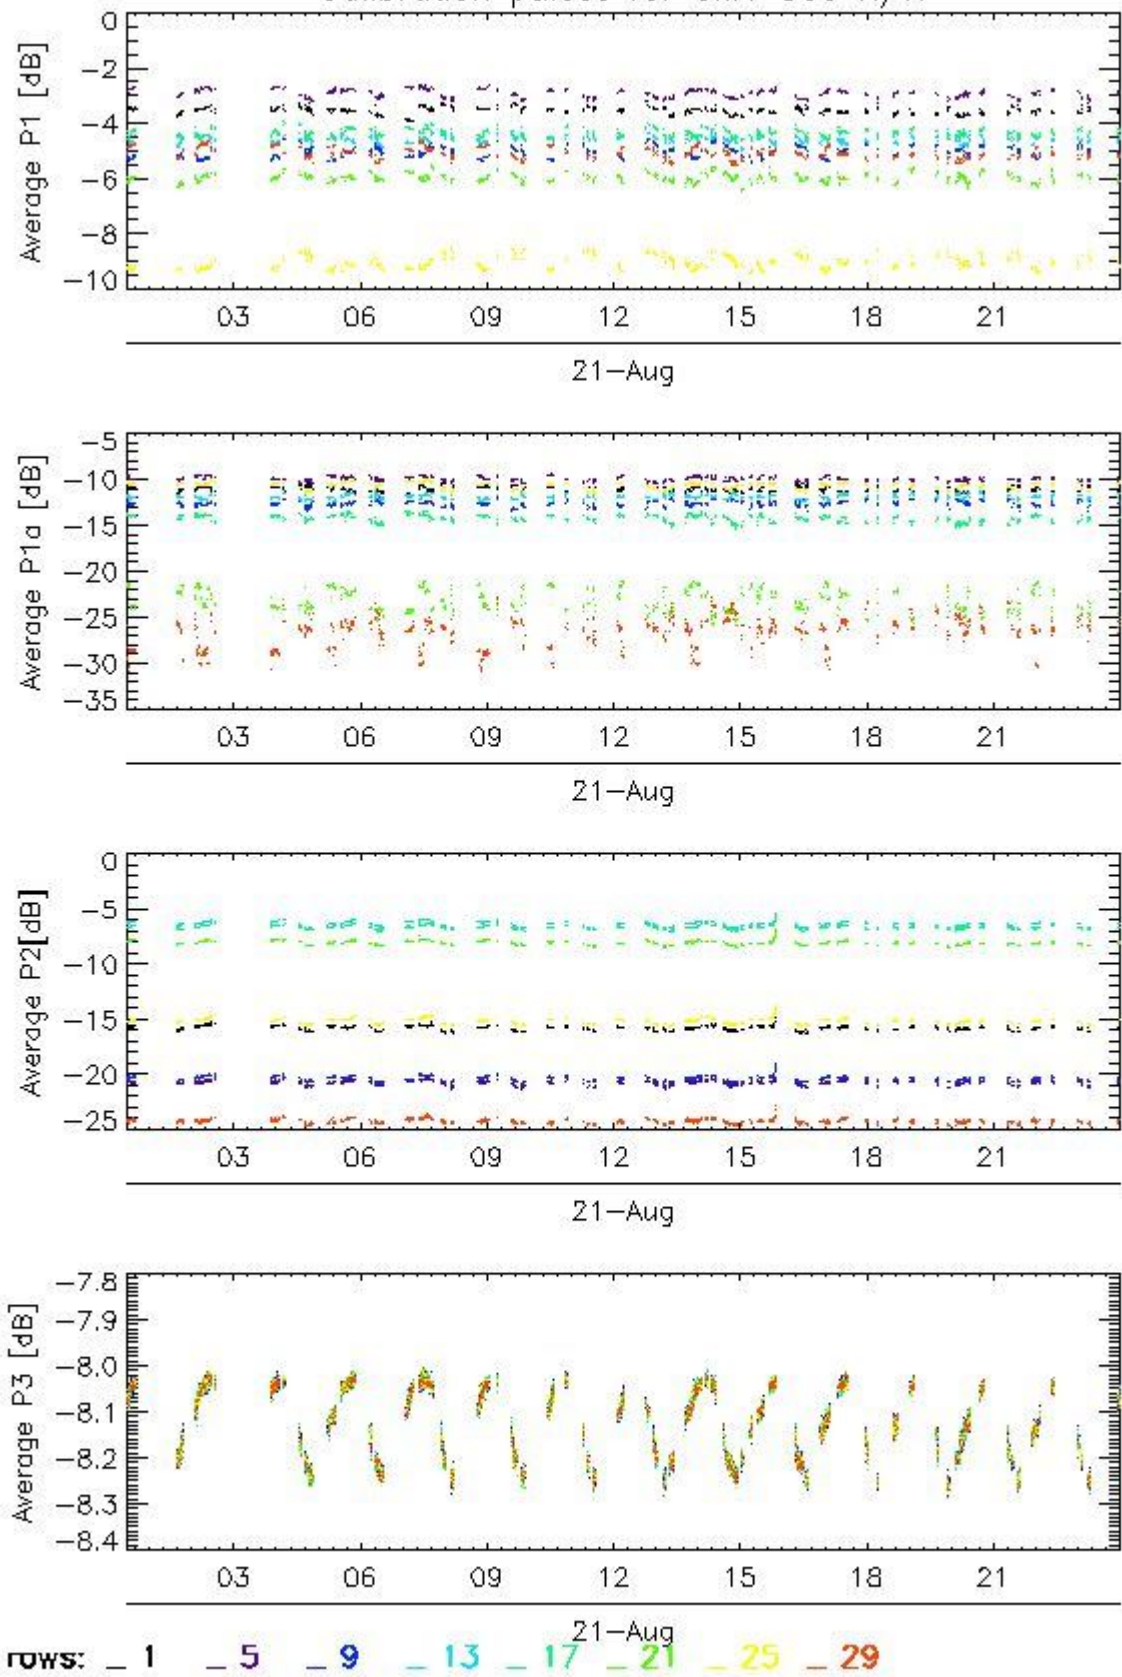 0
−2
−4
−6
−8
−10
Average P1 [dB]
03 06 09 12 15 18 21
21−Aug
−5
−10
−15
−20
−25
−30
−35
Average P1a [dB]
03 06 09 12 15 18 21
21−Aug
0
−5
−10
−15
−20
−25
Average P2[dB]
03 06 09 12 15 18 21
21−Aug
−7.8
−7.9
−8.0
−8.1
−8.2
−8.3
−8.4
Average P3 [dB]
03 06 09 12 15 18 21
21−Aug
rows: _ 1 _ 5 _ 9 _ 13 _ 17 _ 21 _ 25 _ 29